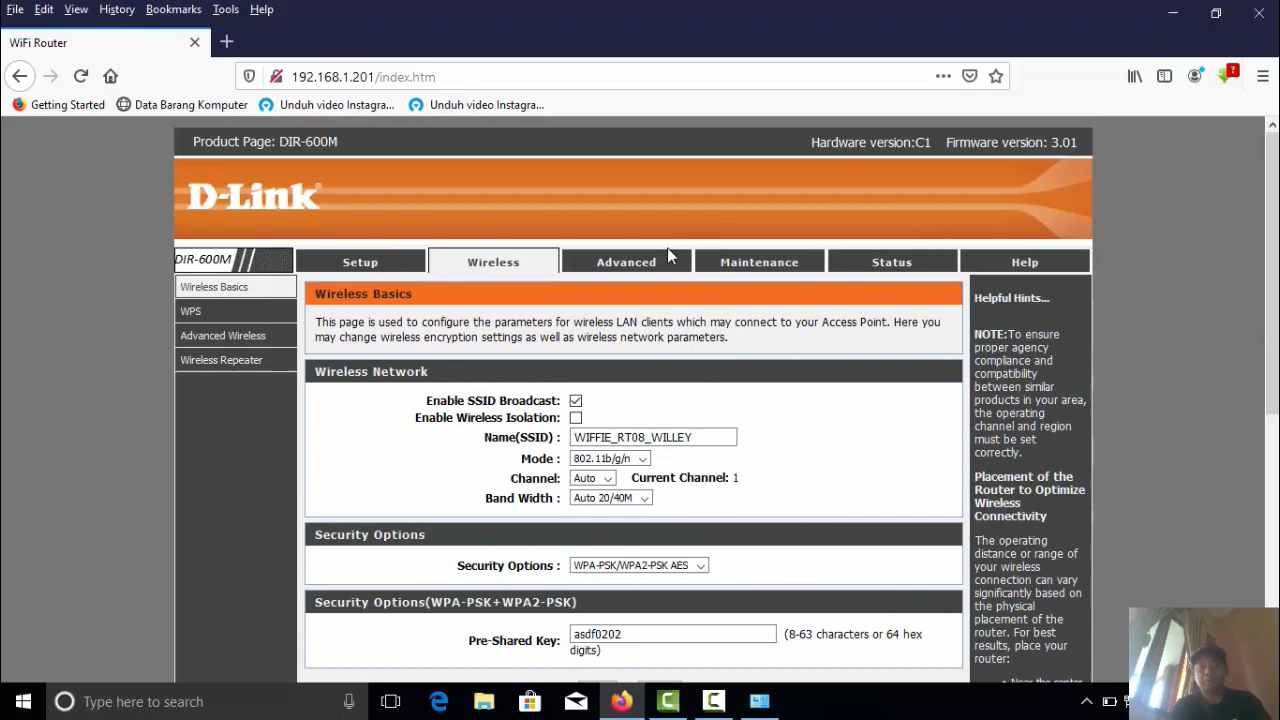 File Edit View History Bookmarks Tools Help
WiFi Router
192.168.1.201/index.htm
Getting Started Data Barang Komputer Unduh video Instagra... Unduh video Instagra...
Product Page: DIR-600M Hardware version:C1 Firmware version: 3.01
D-Link
DIR-600M Setup Wireless Advanced Maintenance Status Help
Wireless Basics
WPS
Advanced Wireless
Wireless Repeater
Wireless Basics
This page is used to configure the parameters for wireless LAN clients which may connect to your Access Point. Here you
may change wireless encryption settings as well as wireless network parameters.
Wireless Network
Enable SSID Broadcast:
Enable Wireless Isolation:
Name(SSID) : WIFFIE_RT08_WILLEY
Mode : 802.11b/g/n
Channel: Auto Current Channel: 1
Band Width : Auto 20/40M
Security Options
Security Options : WPA-PSK/WPA2-PSK AES
Security Options(WPA-PSK+WPA2-PSK)
Pre-Shared Key: asdf0202 (8-63 characters or 64 hex
digits)
Helpful Hints...
NOTE:To ensure
proper agency
compliance and
compatibility
between similar
products in your area,
the operating
channel and region
must be set
correctly.
Placement of the
Router to Optimize
Wireless
Connectivity
The operating
distance or range of
your wireless
connection can vary
significantly based on
the physical
placement of the
router. For best
results, place your
router:
Type here to search